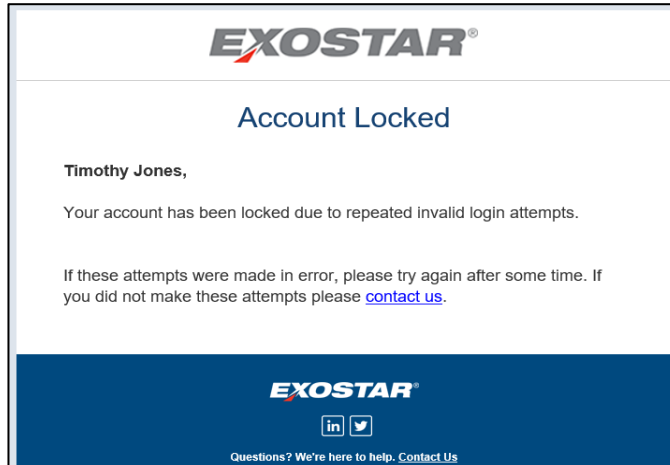 EXOSTAR®
Account Locked
Timothy Jones,
Your account has been locked due to repeated invalid login attempts.
If these attempts were made in error, please try again after some time. If
you did not make these attempts please contact us.
EXOSTAR®
in
Questions? We're here to help. Contact Us